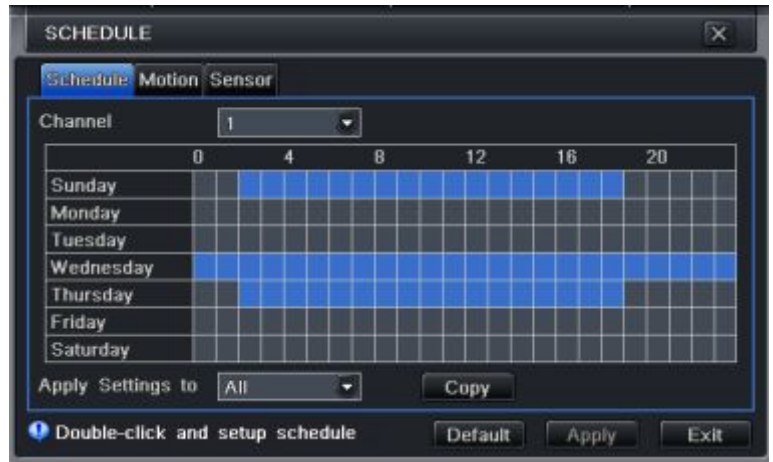 SCHEDULE
Schedule Motion Sensor
Channel 1
0 4 8 12 16 20
Sunday
Monday
Tuesday
Wednesday
Thursday
Friday
Saturday
Apply Settings to All Copy
Double-click and setup schedule Default Apply Exit